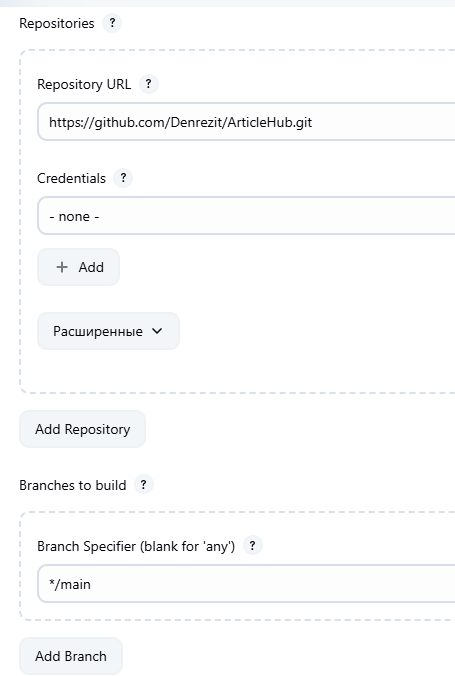 Repositories ?
Repository URL ?
https://github.com/Denrezit/ArticleHub.git
Credentials ?
- none -
+ Add
Расширенные
Add Repository
Branches to build ?
Branch Specifier (blank for 'any') ?
*/main
Add Branch